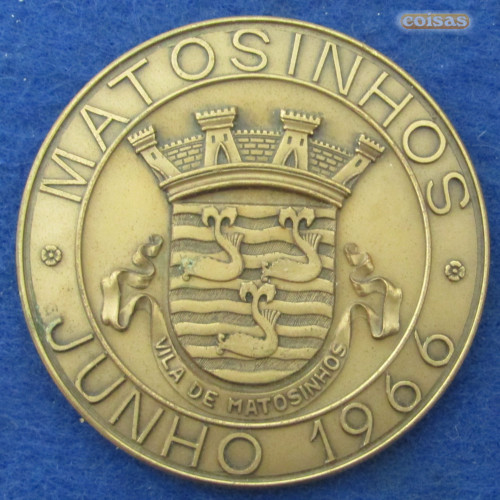 coisas
MATOSINHOS
VILA DE MATOSINHOS
JUNHO 1966